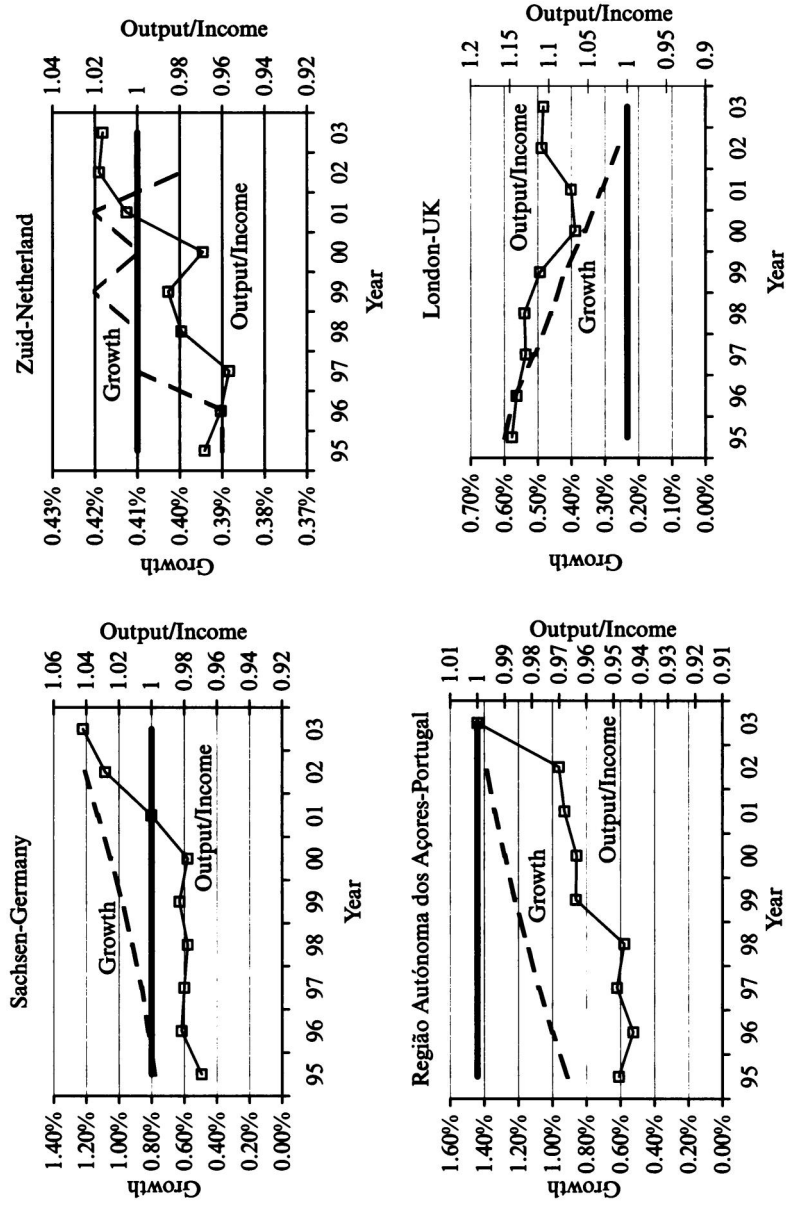 Sachsen-Germany
Growth
1.40%
1.20%
1.00%
0.80%
0.60%
0.40%
0.20%
0.00%
Output/Income
1.06
1.04
1.02
1
0.98
0.96
0.94
0.92
Growth
Output/Income
95 96 97 98 99 00 01 02 03
Year
Zuid-Netherland
Growth
0.43%
0.42%
0.41%
0.40%
0.39%
0.38%
0.37%
Output/Income
1.04
1.02
1
0.98
0.96
0.94
0.92
Growth
Output/Income
95 96 97 98 99 00 01 02 03
Year
Região Autónoma dos Açores-Portugal
Growth
1.60%
1.40%
1.20%
1.00%
0.80%
0.60%
0.40%
0.20%
0.00%
Output/Income
1.01
1
0.99
0.98
0.97
0.96
0.95
0.94
0.93
0.92
0.91
Growth
Output/Income
95 96 97 98 99 00 01 02 03
Year
London-UK
Growth
0.70%
0.60%
0.50%
0.40%
0.30%
0.20%
0.10%
0.00%
Output/Income
1.2
1.15
1.1
1.05
1
0.95
0.9
Output/Income
Growth
95 96 97 98 99 00 01 02 03
Year